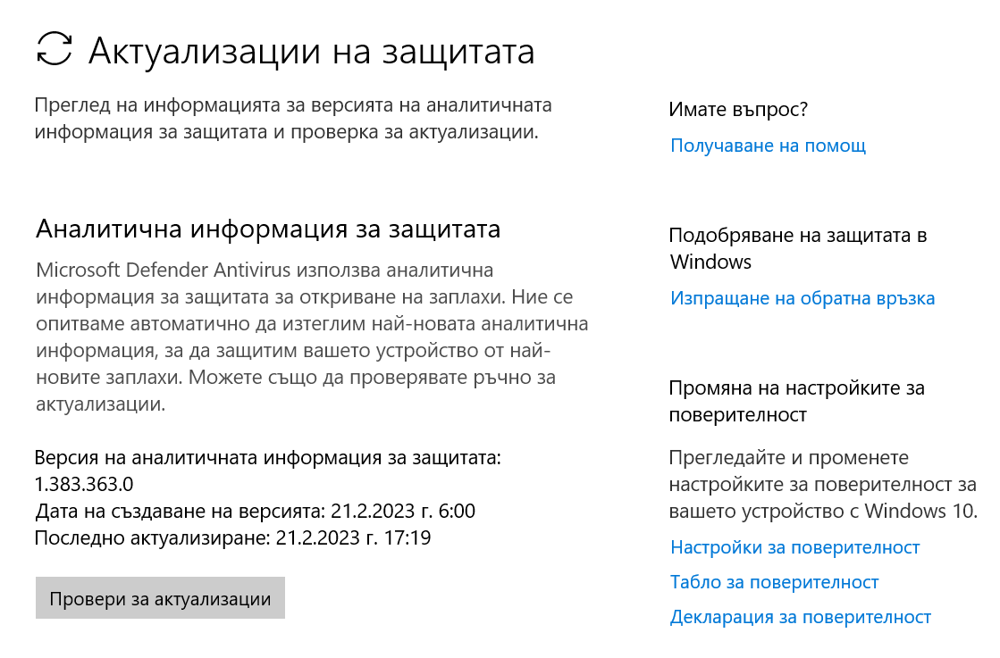 Актуализации на защитата
Преглед на информацията за версията на аналитичната
информация за защитата и проверка за актуализации.
Аналитична информация за защитата
Microsoft Defender Antivirus използва аналитична
информация за защитата за откриване на заплахи. Ние се
опитваме автоматично да изтеглим най-новата аналитична
информация, за да защитим вашето устройство от най-
новите заплахи. Можете също да проверявате ръчно за
актуализации.
Версия на аналитичната информация за защитата:
1.383.363.0
Дата на създаване на версията: 21.2.2023 г. 6:00
Последно актуализиране: 21.2.2023 г. 17:19
Провери за актуализации
Имате въпрос?
Получаване на помощ
Подобряване на защитата в
Windows
Изпращане на обратна връзка
Промяна на настройките за
поверителност
Прегледайте и променете
настройките за поверителност за
вашето устройство с Windows 10.
Настройки за поверителност
Табло за поверителност
Декларация за поверителност